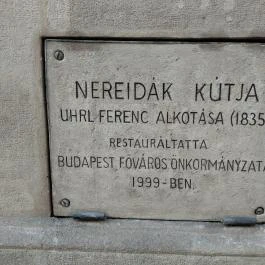 NEREIDÁK KÚTJA
UHRL FERENC ALKOTÁSA (1835
RESTAURÁLTATTA
BUDAPEST FŐVÁROS ÖNKORMÁNYZATA
1999-BEN.